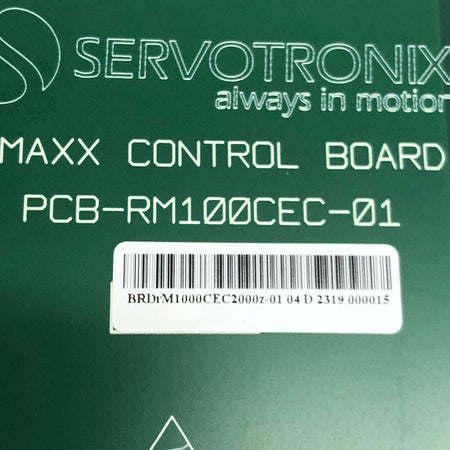 SERVOTRONIX
always in motion
MAXX CONTROL BOARD
PCB-RM100CEC-01
BRDrM1000CEC2000z-01 04 D 2319 000015